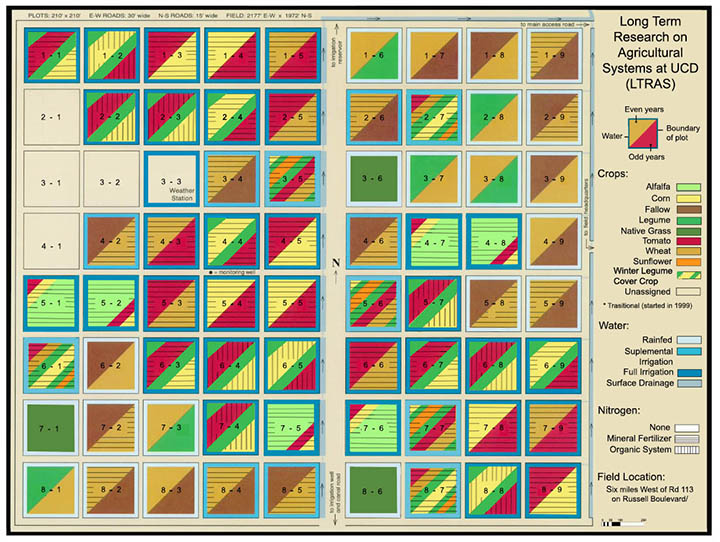 PLOTS: 210' x 210'   E-W ROADS: 30' wide   N-S ROADS: 15' wide   FIELD: 2177' E-W x 1972' N-S
to main access road
to irrigation reservoir
1 - 1   1 - 2   1 - 3   1 - 4   1 - 5   1 - 6   1 - 7   1 - 8   1 - 9
2 - 1   2 - 2   2 - 3   2 - 4   2 - 5   2 - 6   2 - 7   2 - 8   2 - 9
3 - 1   3 - 2   3 - 3   3 - 4   3 - 5   3 - 6   3 - 7   3 - 8   3 - 9
Weather
Station
to field headquarters
4 - 1   4 - 2   4 - 3   4 - 4   4 - 5   4 - 6   4 - 7   4 - 8   4 - 9
N
= monitoring well
5 - 1   5 - 2   5 - 3   5 - 4   5 - 5   5 - 6   5 - 7   5 - 8   5 - 9
6 - 1   6 - 2   6 - 3   6 - 4   6 - 5   6 - 6   6 - 7   6 - 8   6 - 9
7 - 1   7 - 2   7 - 3   7 - 4   7 - 5   7 - 6   7 - 7   7 - 8   7 - 9
8 - 1   8 - 2   8 - 3   8 - 4   8 - 5   8 - 6   8 - 7   8 - 8   8 - 9
to irrigation well
and canal road
Long Term
Research on
Agricultural
Systems at UCD
(LTRAS)
Even years
Water
Boundary
of plot
Odd years
Crops:
Alfalfa
Corn
Fallow
Legume
Native Grass
Tomato
Wheat
Sunflower
Winter Legume
Cover Crop
Unassigned
* Trasitional (started in 1999)
Water:
Rainfed
Suplemental
Irrigation
Full Irrigation
Surface Drainage
Nitrogen:
None
Mineral Fertilizer
Organic System
Field Location:
Six miles West of Rd 113
on Russell Boulevard/